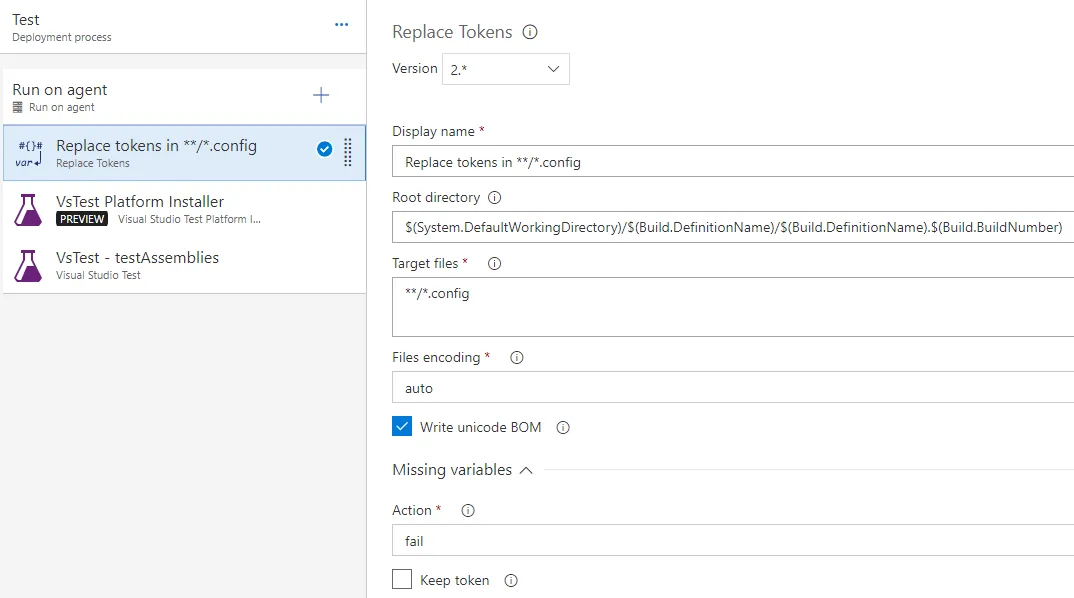 Test
Deployment process
Run on agent
Run on agent
#{}#
var
Replace tokens in **/*.config
Replace Tokens
VsTest Platform Installer
PREVIEW Visual Studio Test Platform I...
VsTest - testAssemblies
Visual Studio Test
Replace Tokens
Version 2.*
Display name *
Replace tokens in **/*.config
Root directory
$(System.DefaultWorkingDirectory)/$(Build.DefinitionName)/$(Build.DefinitionName).$(Build.BuildNumber)
Target files *
**/*.config
Files encoding *
auto
Write unicode BOM
Missing variables
Action *
fail
Keep token